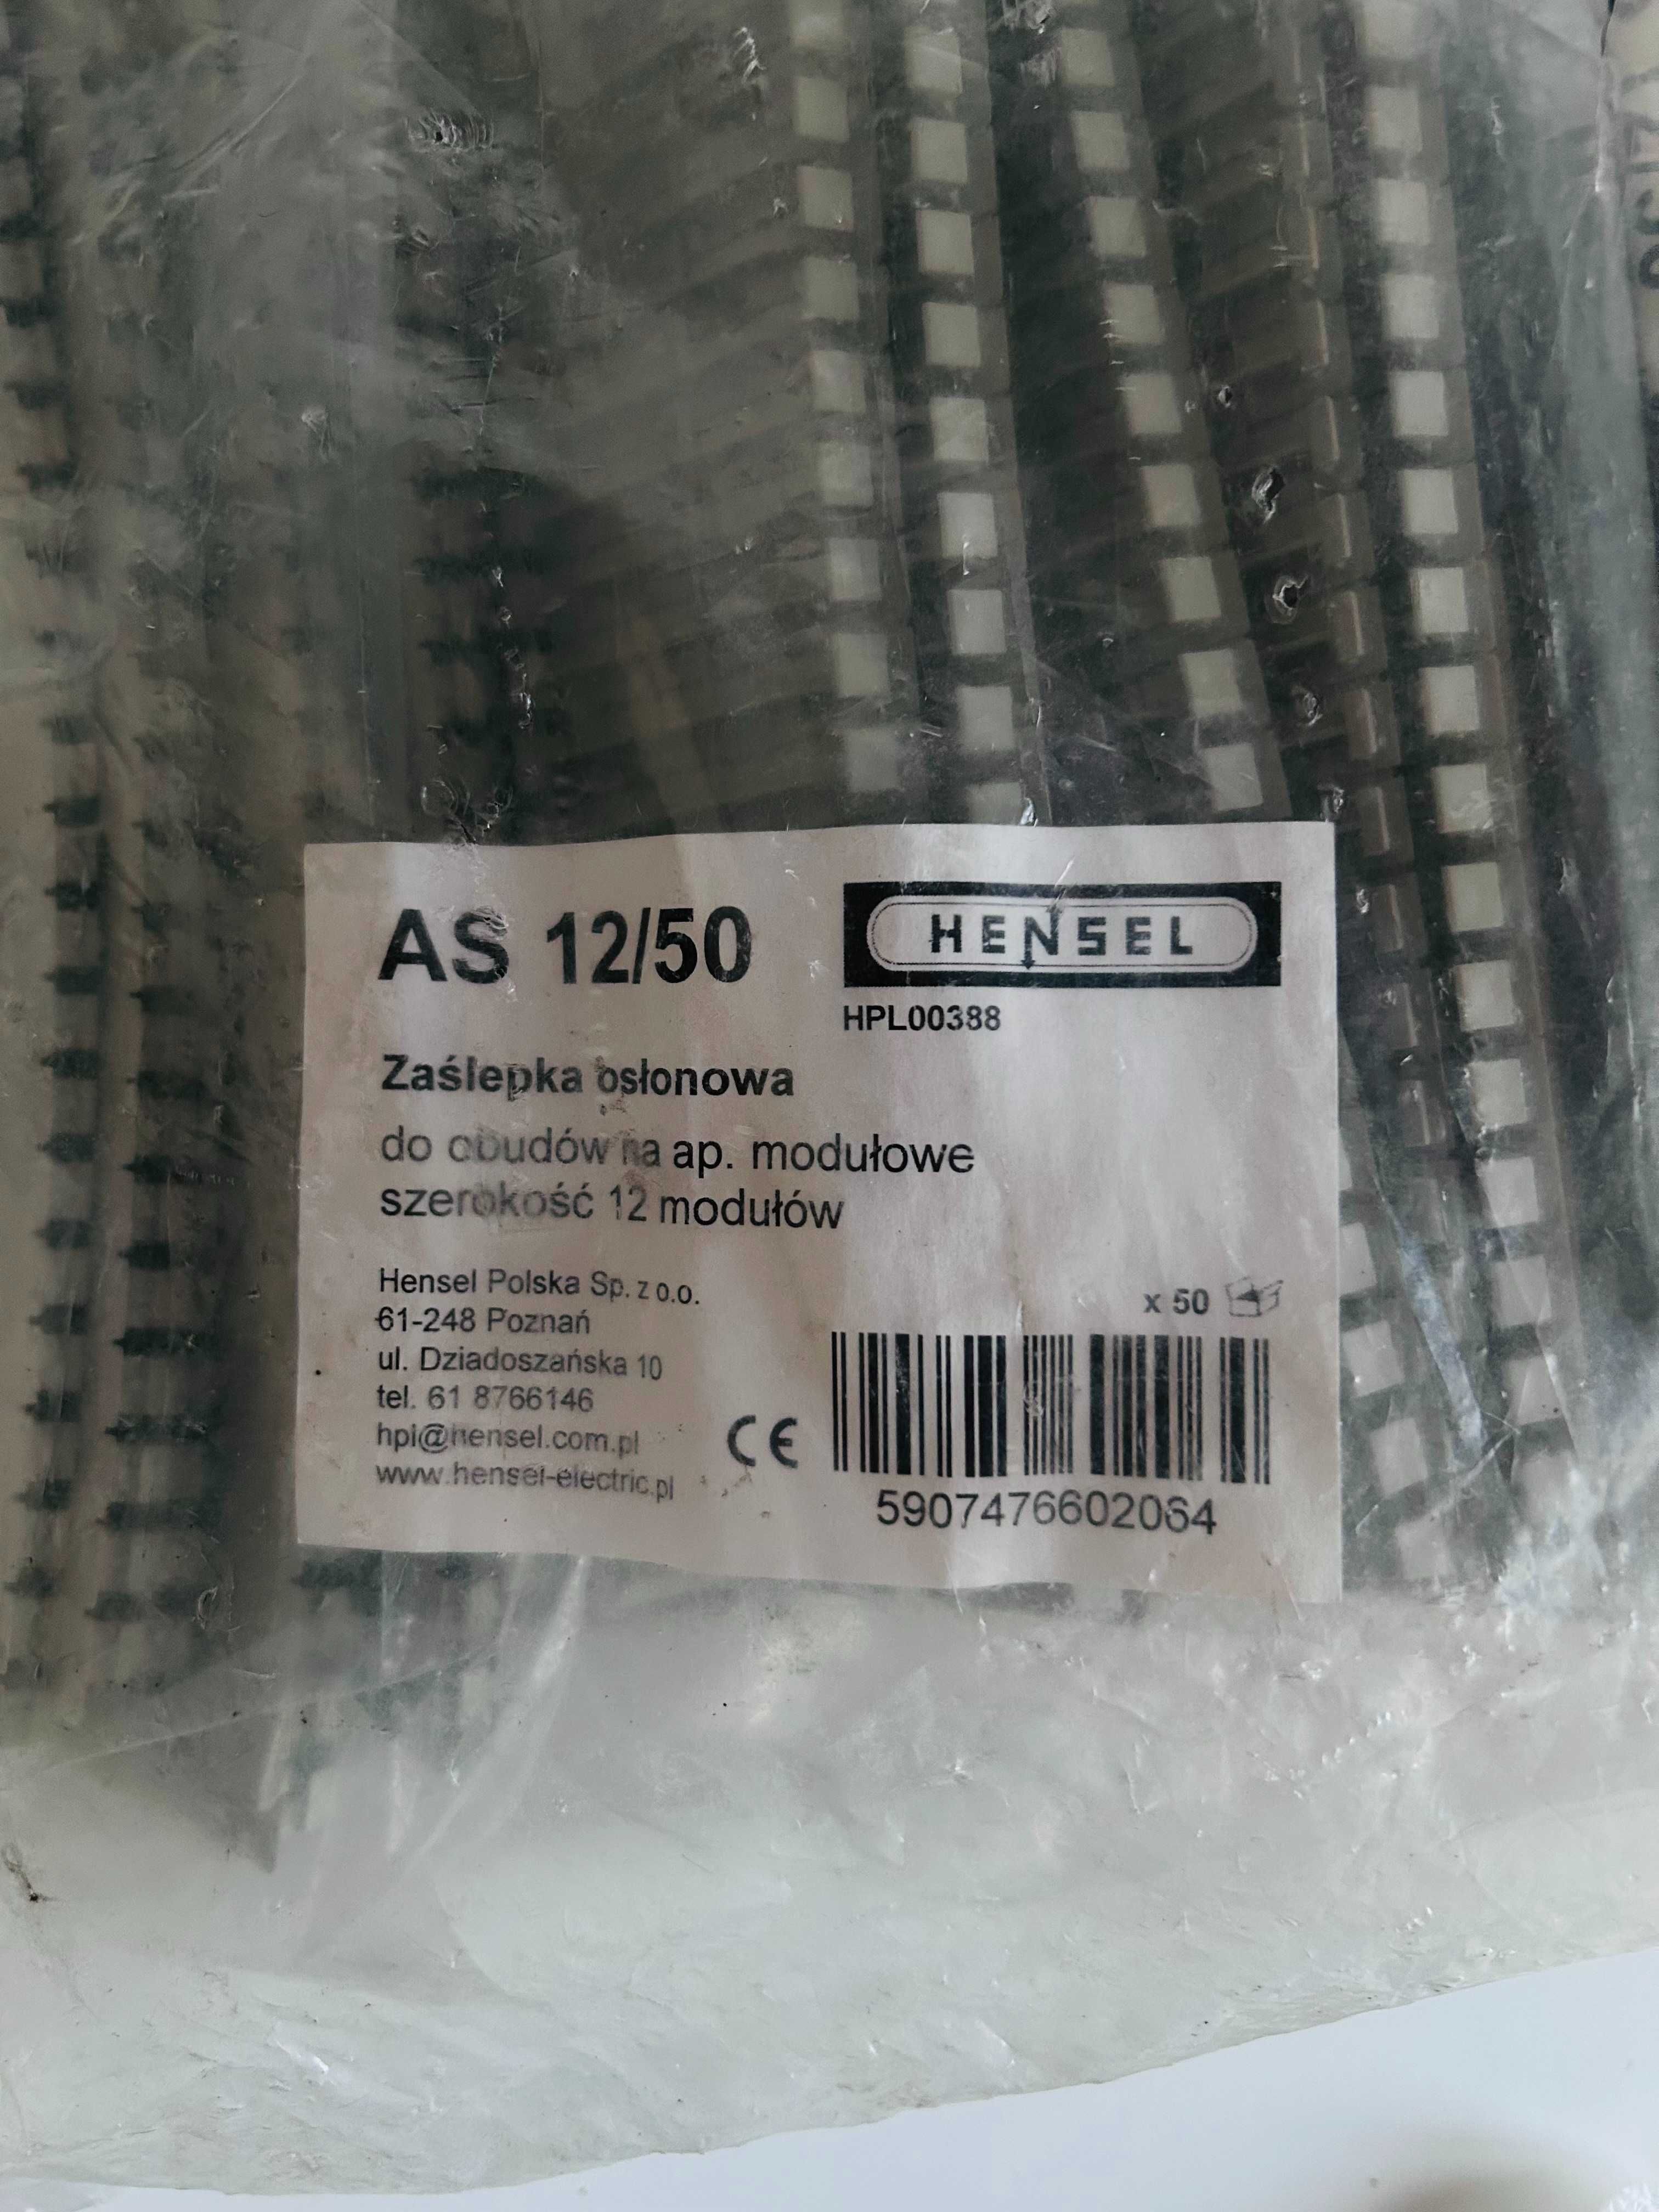 AS 12/50
HENSEL
HPL00388
Zaślepka osłonowa
do obudów na ap. modułowe
szerokość 12 modułów
Hensel Polska Sp. z o.o.
61-248 Poznań
ul. Dziadoszańska 10
tel. 61 8766146
hpl@hensel.com.pl
www.hensel-electric.pl
CE
x 50
5907476602064